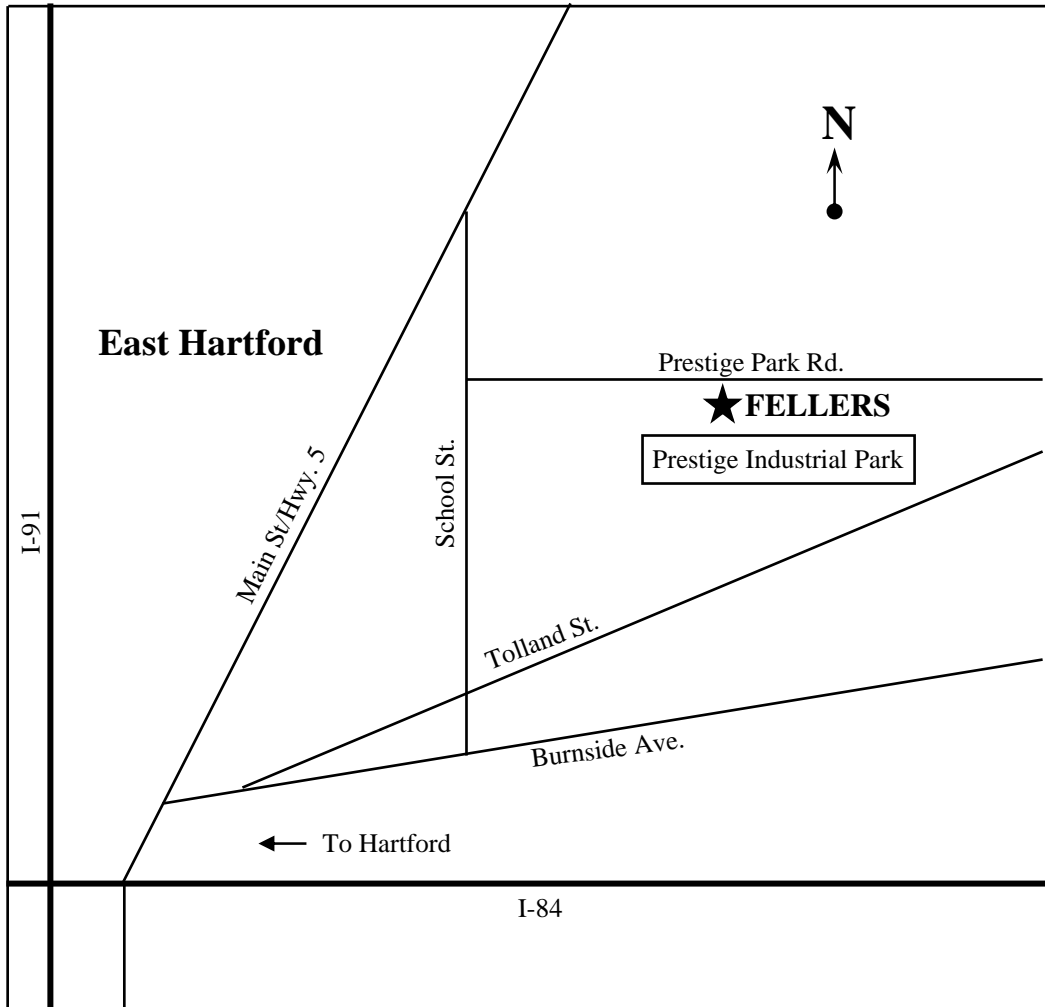 N
East Hartford
Prestige Park Rd.
FELLERS
Prestige Industrial Park
School St.
Main St/Hwy. 5
I-91
Tolland St.
Burnside Ave.
To Hartford
I-84